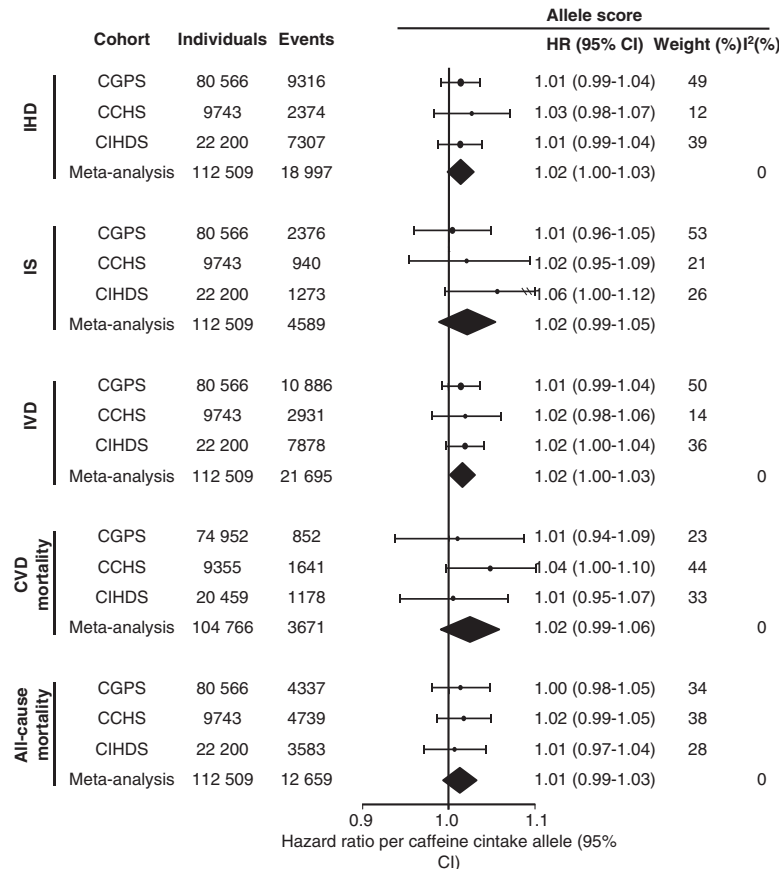 Allele score
Cohort Individuals Events HR (95% CI) Weight (%) I²(%)
IHD
CGPS 80 566 9316 1.01 (0.99-1.04) 49
CCHS 9743 2374 1.03 (0.98-1.07) 12
CIHDS 22 200 7307 1.01 (0.99-1.04) 39
Meta-analysis 112 509 18 997 1.02 (1.00-1.03) 0
IS
CGPS 80 566 2376 1.01 (0.96-1.05) 53
CCHS 9743 940 1.02 (0.95-1.09) 21
CIHDS 22 200 1273 1.06 (1.00-1.12) 26
Meta-analysis 112 509 4589 1.02 (0.99-1.05)
IVD
CGPS 80 566 10 886 1.01 (0.99-1.04) 50
CCHS 9743 2931 1.02 (0.98-1.06) 14
CIHDS 22 200 7878 1.02 (1.00-1.04) 36
Meta-analysis 112 509 21 695 1.02 (1.00-1.03) 0
CVD
mortality
CGPS 74 952 852 1.01 (0.94-1.09) 23
CCHS 9355 1641 1.04 (1.00-1.10) 44
CIHDS 20 459 1178 1.01 (0.95-1.07) 33
Meta-analysis 104 766 3671 1.02 (0.99-1.06) 0
All-cause
mortality
CGPS 80 566 4337 1.00 (0.98-1.05) 34
CCHS 9743 4739 1.02 (0.99-1.05) 38
CIHDS 22 200 3583 1.01 (0.97-1.04) 28
Meta-analysis 112 509 12 659 1.01 (0.99-1.03) 0
0.9 1.0 1.1
Hazard ratio per caffeine cintake allele (95%
CI)